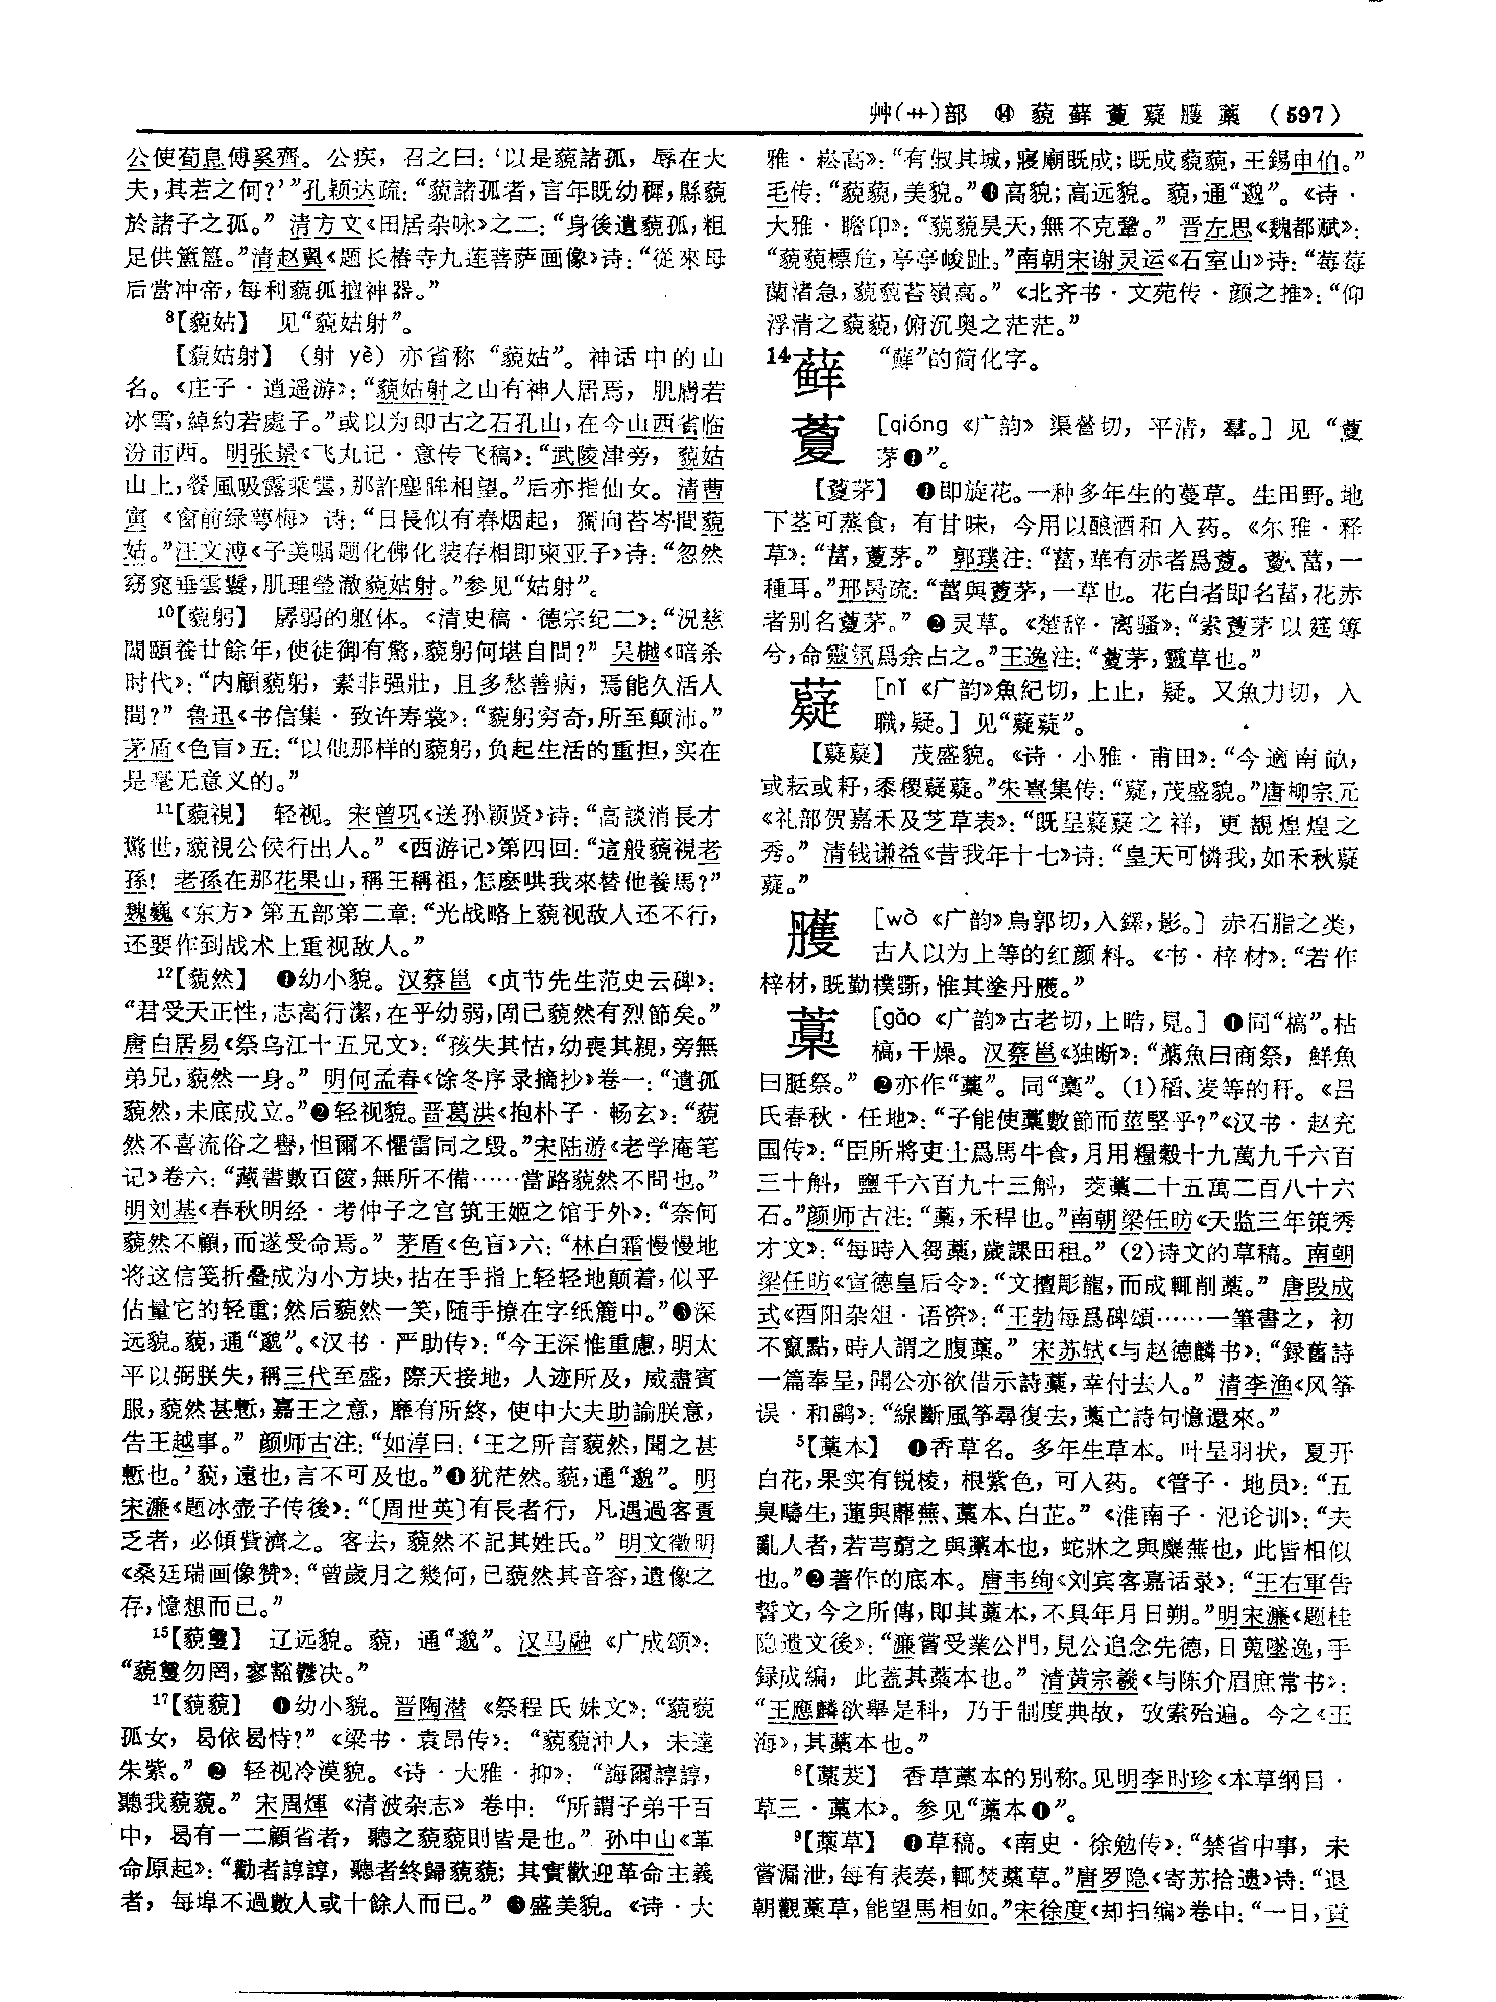 艸(艹)部 ⑭ 藐藓藑薿臒藁 (597)
公使荀息傅奚齊。公疾，召之曰：‘以是藐諸孤，辱在大
夫，其若之何？’”孔颖达疏：“藐諸孤者，言年既幼稺，縣藐
於諸子之孤。” 清方文《田居杂咏》之二：“身後遺藐孤，粗
足供簠簋。”清赵翼《题长椿寺九莲菩萨画像》诗：“從來母
后當冲帝，每利藐孤擅神器。”
8【藐姑】 见“藐姑射”。
【藐姑射】 （射 yè）亦省称“藐姑”。神话中的山
名。《庄子·逍遥游》：“藐姑射之山有神人居焉，肌膚若
冰雪，綽約若處子。”或以为即古之石孔山，在今山西省临
汾市西。明张景《飞丸记·意传飞稿》：“武陵津旁，藐姑
山上，餐風吸露乘雲，那許塵眸相望。”后亦指仙女。清曹
寅《窗前绿萼梅》诗：“日長似有春烟起，獨向苔岑問藐
姑。”汪文溥《子美嘱题化佛化装存相即柬亚子》诗：“忽然
窈窕垂雲鬟，肌理瑩澈藐姑射。”参见“姑射”。
10【藐躬】 孱弱的躯体。《清史稿·德宗纪二》：“況慈
闈頤養廿餘年，使徒御有驚，藐躬何堪自問？” 吴樾《暗杀
时代》：“内顧藐躬，素非强壯，且多愁善病，焉能久活人
間？” 鲁迅《书信集·致许寿裳》：“藐躬穷奇，所至颠沛。”
茅盾《色盲》五：“以他那样的藐躬，负起生活的重担，实在
是毫无意义的。”
11【藐視】 轻视。宋曾巩《送孙颖贤》诗：“高談消長才
驚世，藐視公侯行出人。”《西游记》第四回：“這般藐視老
孫！老孫在那花果山，稱王稱祖，怎麽哄我來替他養馬？”
魏巍《东方》第五部第二章：“光战略上藐视敌人还不行，
还要作到战术上重视敌人。”
12【藐然】 ❶幼小貌。汉蔡邕《贞节先生范史云碑》：
“君受天正性，志高行潔，在乎幼弱，固已藐然有烈節矣。”
唐白居易《祭乌江十五兄文》：“孩失其怙，幼喪其親，旁無
弟兄，藐然一身。” 明何孟春《馀冬序录摘抄》卷一：“遺孤
藐然，未底成立。”❷轻视貌。晋葛洪《抱朴子·畅玄》：“藐
然不喜流俗之譽，怛爾不懼雷同之毁。”宋陆游《老学庵笔
记》卷六：“藏書數百篋，無所不備……當路藐然不問也。”
明刘基《春秋明经·考仲子之宫筑王姬之馆于外》：“奈何
藐然不顧，而遂受命焉。” 茅盾《色盲》六：“林白霜慢慢地
将这信笺折叠成为小方块，拈在手指上轻轻地颠着，似乎
估量它的轻重；然后藐然一笑，随手撩在字纸簏中。”❸深
远貌。藐，通“邈”。《汉书·严助传》：“今王深惟重慮，明太
平以弼朕失，稱三代至盛，際天接地，人迹所及，咸盡賓
服，藐然甚慙，嘉王之意，靡有所終，使中大夫助諭朕意，
告王越事。” 颜师古注：“如淳曰：‘王之所言藐然，聞之甚
慙也。’藐，遠也，言不可及也。”❹犹茫然。藐，通“邈”。明
宋濂《题冰壶子传後》：“〔周世英〕有長者行，凡遇過客匱
乏者，必傾貲濟之。客去，藐然不記其姓氏。” 明文徵明
《桑廷瑞画像赞》：“曾歲月之幾何，已藐然其音容，遺像之
存，憶想而已。”
15【藐敻】 辽远貌。藐，通“邈”。汉马融《广成颂》：
“藐敻勿罔，寥豁鬱泱。”
17【藐藐】 ❶幼小貌。晋陶潜《祭程氏妹文》：“藐藐
孤女，曷依曷恃？”《梁书·袁昂传》：“藐藐沖人，未達
朱紫。” ❷ 轻视冷漠貌。《诗·大雅·抑》：“誨爾諄諄，
聽我藐藐。” 宋周煇《清波杂志》卷中：“所謂子弟千百
中，曷有一二顧省者，聽之藐藐則皆是也。” 孙中山《革
命原起》：“勸者諄諄，聽者終歸藐藐；其實歡迎革命主義
者，每埠不過數人或十餘人而已。” ❸盛美貌。《诗·大
雅·崧高》：“有俶其城，寢廟既成；既成藐藐，王錫申伯。”
毛传：“藐藐，美貌。”❹高貌；高远貌。藐，通“邈”。《诗·
大雅·瞻卬》：“藐藐昊天，無不克鞏。” 晋左思《魏都赋》：
“藐藐標危，亭亭峻趾。”南朝宋谢灵运《石室山》诗：“莓莓
蘭渚急，藐藐苔嶺高。”《北齐书·文苑传·颜之推》：“仰
浮清之藐藐，俯沉奥之茫茫。”
14藓 “蘚”的简化字。
藑 [qióng《广韵》渠營切，平清，羣。] 见“藑
茅❶”。
【藑茅】 ❶即旋花。一种多年生的蔓草。生田野。地
下茎可蒸食，有甘味，今用以酿酒和入药。《尔雅·释
草》：“葍，藑茅。” 郭璞注：“葍，華有赤者爲藑。藑、葍，一
種耳。”邢昺疏：“葍與藑茅，一草也。花白者即名葍，花赤
者别名藑茅。” ❷灵草。《楚辞·离骚》：“索藑茅以筳篿
兮，命靈氛爲余占之。”王逸注：“藑茅，靈草也。”
薿 [nǐ《广韵》魚紀切，上止，疑。又魚力切，入
職，疑。] 见“薿薿”。
【薿薿】 茂盛貌。《诗·小雅·甫田》：“今適南畝，
或耘或耔，黍稷薿薿。”朱熹集传：“薿，茂盛貌。”唐柳宗元
《礼部贺嘉禾及芝草表》：“既呈薿薿之祥，更覩煌煌之
秀。” 清钱谦益《昔我年十七》诗：“皇天可憐我，如禾秋薿
薿。”
臒 [wò《广韵》烏郭切，入鐸，影。] 赤石脂之类，
古人以为上等的红颜料。《书·梓材》：“若作
梓材，既勤樸斲，惟其塗丹臒。”
藁 [gǎo《广韵》古老切，上晧，見。] ❶同“槁”。枯
槁，干燥。汉蔡邕《独断》：“藁魚曰商祭，鮮魚
曰脡祭。” ❷亦作“藳”。同“稾”。(1)稻、麦等的秆。《吕
氏春秋·任地》：“子能使藁數節而莖堅乎？”《汉书·赵充
国传》：“臣所將吏士爲馬牛食，月用糧穀十九萬九千六百
三十斛，鹽千六百九十三斛，茭藁二十五萬二百八十六
石。”颜师古注：“藁，禾稈也。”南朝梁任昉《天监三年策秀
才文》：“每時入芻藁，歲課田租。” (2)诗文的草稿。南朝
梁任昉《宣德皇后令》：“文擅彫龍，而成輒削藁。” 唐段成
式《酉阳杂俎·语资》：“王勃每爲碑頌……一筆書之，初
不竄點，時人謂之腹藁。” 宋苏轼《与赵德麟书》：“録舊詩
一篇奉呈，聞公亦欲借示詩藁，幸付去人。” 清李渔《风筝
误·和鹞》：“線斷風筝尋復去，藁亡詩句憶還來。”
5【藁本】 ❶香草名。多年生草本。叶呈羽状，夏开
白花，果实有锐棱，根紫色，可入药。《管子·地员》：“五
臭疇生，蓮與蘼蕪、藁本、白芷。”《淮南子·氾论训》：“夫
亂人者，若芎藭之與藁本也，蛇牀之與麋蕪也，此皆相似
也。”❷著作的底本。唐韦绚《刘宾客嘉话录》：“王右軍告
誓文，今之所傳，即其藁本，不具年月日朔。”明宋濂《题桂
隐遗文後》：“濂嘗受業公門，見公追念先德，日蒐墜逸，手
録成編，此蓋其藁本也。” 清黄宗羲《与陈介眉庶常书》：
“王應麟欲舉是科，乃于制度典故，攷索殆遍。今之《玉
海》，其藁本也。”
8【藁茇】 香草藁本的别称。见明李时珍《本草纲目·
草三·藁本》。参见“藁本❶”。
9【藁草】 ❶草稿。《南史·徐勉传》：“禁省中事，未
嘗漏泄，每有表奏，輒焚藁草。”唐罗隐《寄苏拾遗》诗：“退
朝觀藁草，能望馬相如。”宋徐度《却扫编》卷中：“一日，貢